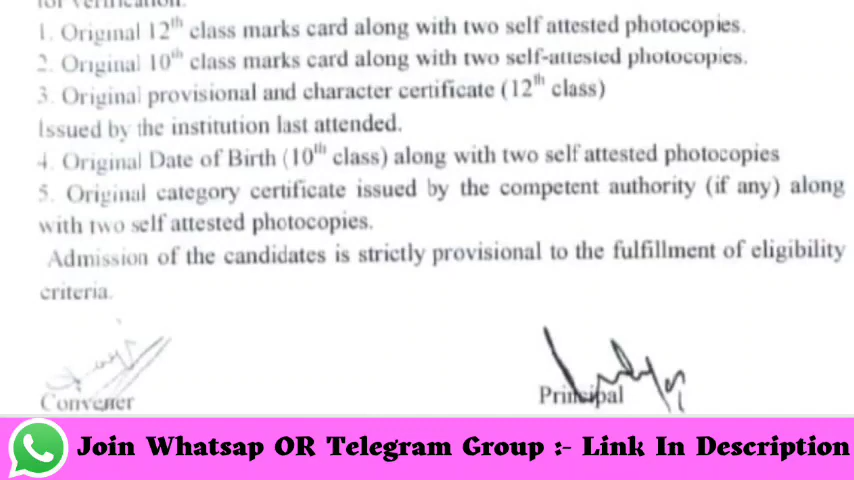 for verification.
1. Original 12th class marks card along with two self attested photocopies.
2. Original 10th class marks card along with two self-attested photocopies.
3. Original provisional and character certificate (12th class)
Issued by the institution last attended.
4. Original Date of Birth (10th class) along with two self attested photocopies
5. Original category certificate issued by the competent authority (if any) along
with two self attested photocopies.
Admission of the candidates is strictly provisional to the fulfillment of eligibility
criteria.
Convener Principal
Join Whatsap OR Telegram Group :- Link In Description